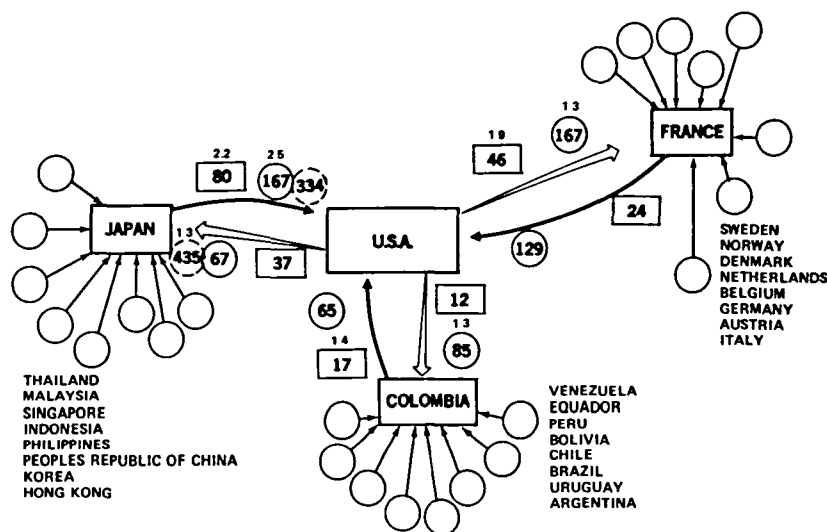 13
19
167
FRANCE
46
2.2
25
80
167
334
24
JAPAN
U.S.A.
13
435
67
37
129
SWEDEN
NORWAY
DENMARK
NETHERLANDS
BELGIUM
GERMANY
AUSTRIA
ITALY
12
65
13
14
85
17
THAILAND
MALAYSIA
SINGAPORE
INDONESIA
PHILIPPINES
PEOPLES REPUBLIC OF CHINA
KOREA
HONG KONG
COLOMBIA
VENEZUELA
EQUADOR
PERU
BOLIVIA
CHILE
BRAZIL
URUGUAY
ARGENTINA